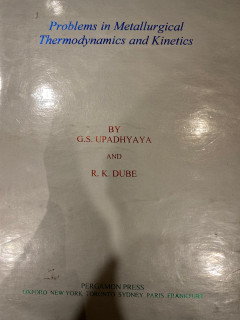 Problems in Metallurgical
Thermodynamics and Kinetics
BY
G.S. UPADHYAYA
AND
R. K. DUBE
PERGAMON PRESS
OXFORD NEW YORK TORONTO SYDNEY PARIS FRANKFURT